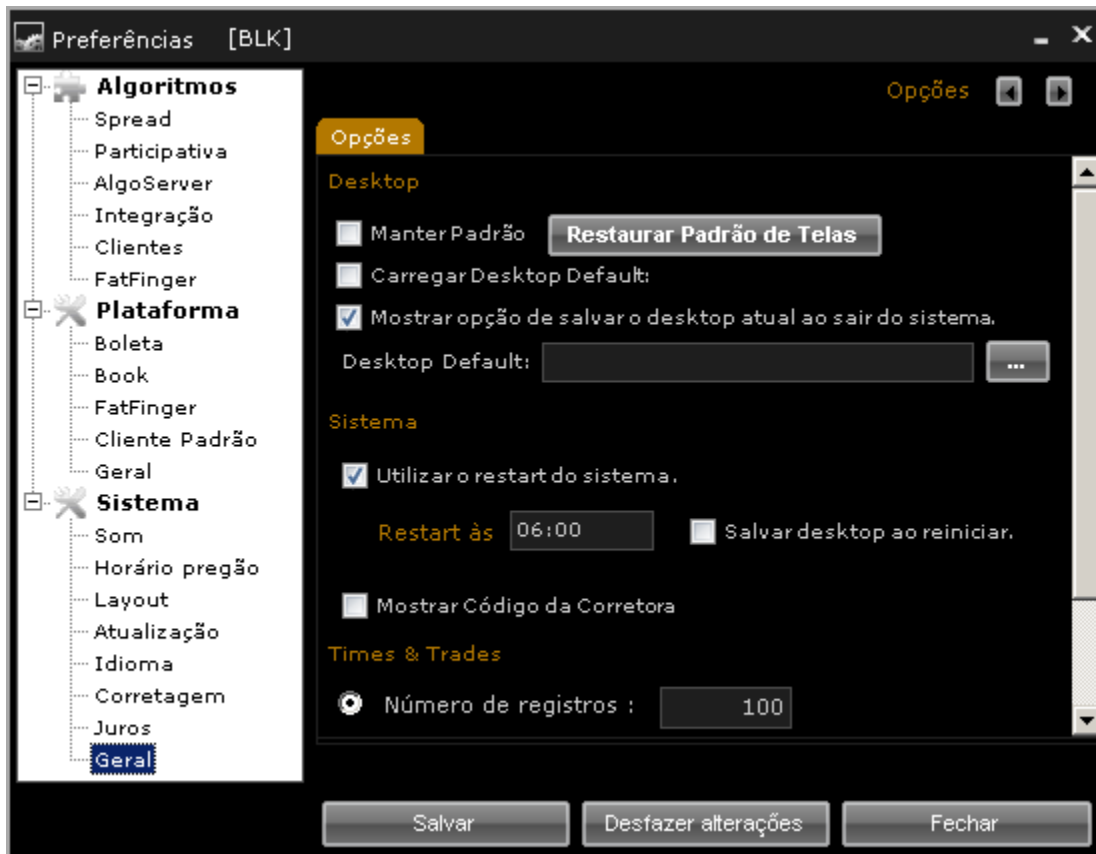 Preferências [BLK]
Algoritmos
Spread
Participativa
AlgoServer
Integração
Clientes
FatFinger
Plataforma
Boleta
Book
FatFinger
Cliente Padrão
Geral
Sistema
Som
Horário pregão
Layout
Atualização
Idioma
Corretagem
Juros
Geral
Opções
Opções
Desktop
Manter Padrão Restaurar Padrão de Telas
Carregar Desktop Default:
Mostrar opção de salvar o desktop atual ao sair do sistema.
Desktop Default: ...
Sistema
Utilizar o restart do sistema.
Restart às 06:00 Salvar desktop ao reiniciar.
Mostrar Código da Corretora
Times & Trades
Número de registros : 100
Salvar Desfazer alterações Fechar